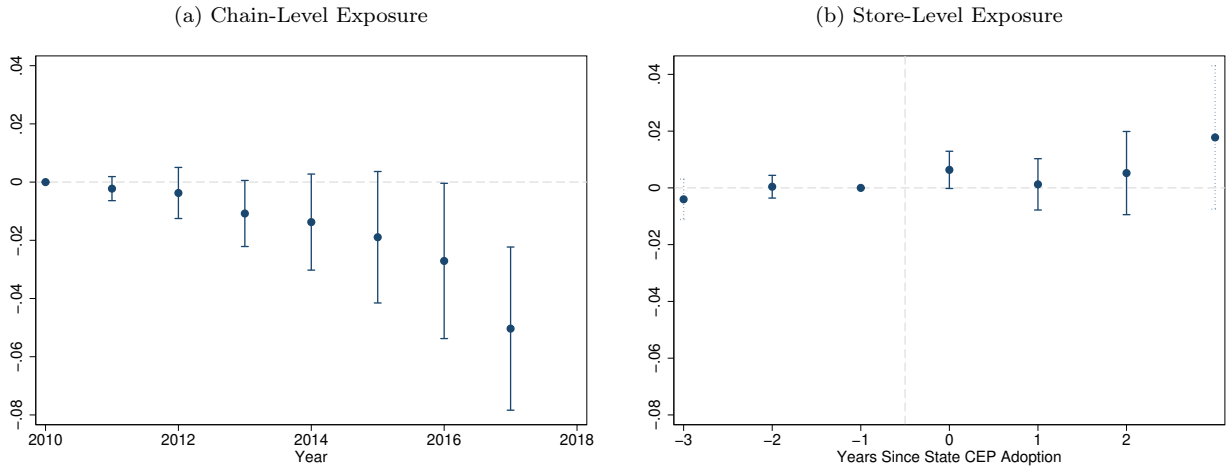 (a) Chain-Level Exposure
.04
.02
0
-.02
-.04
-.06
-.08
2010 2012 2014 2016 2018
Year
(b) Store-Level Exposure
.04
.02
0
-.02
-.04
-.06
-.08
−3 −2 −1 0 1 2
Years Since State CEP Adoption